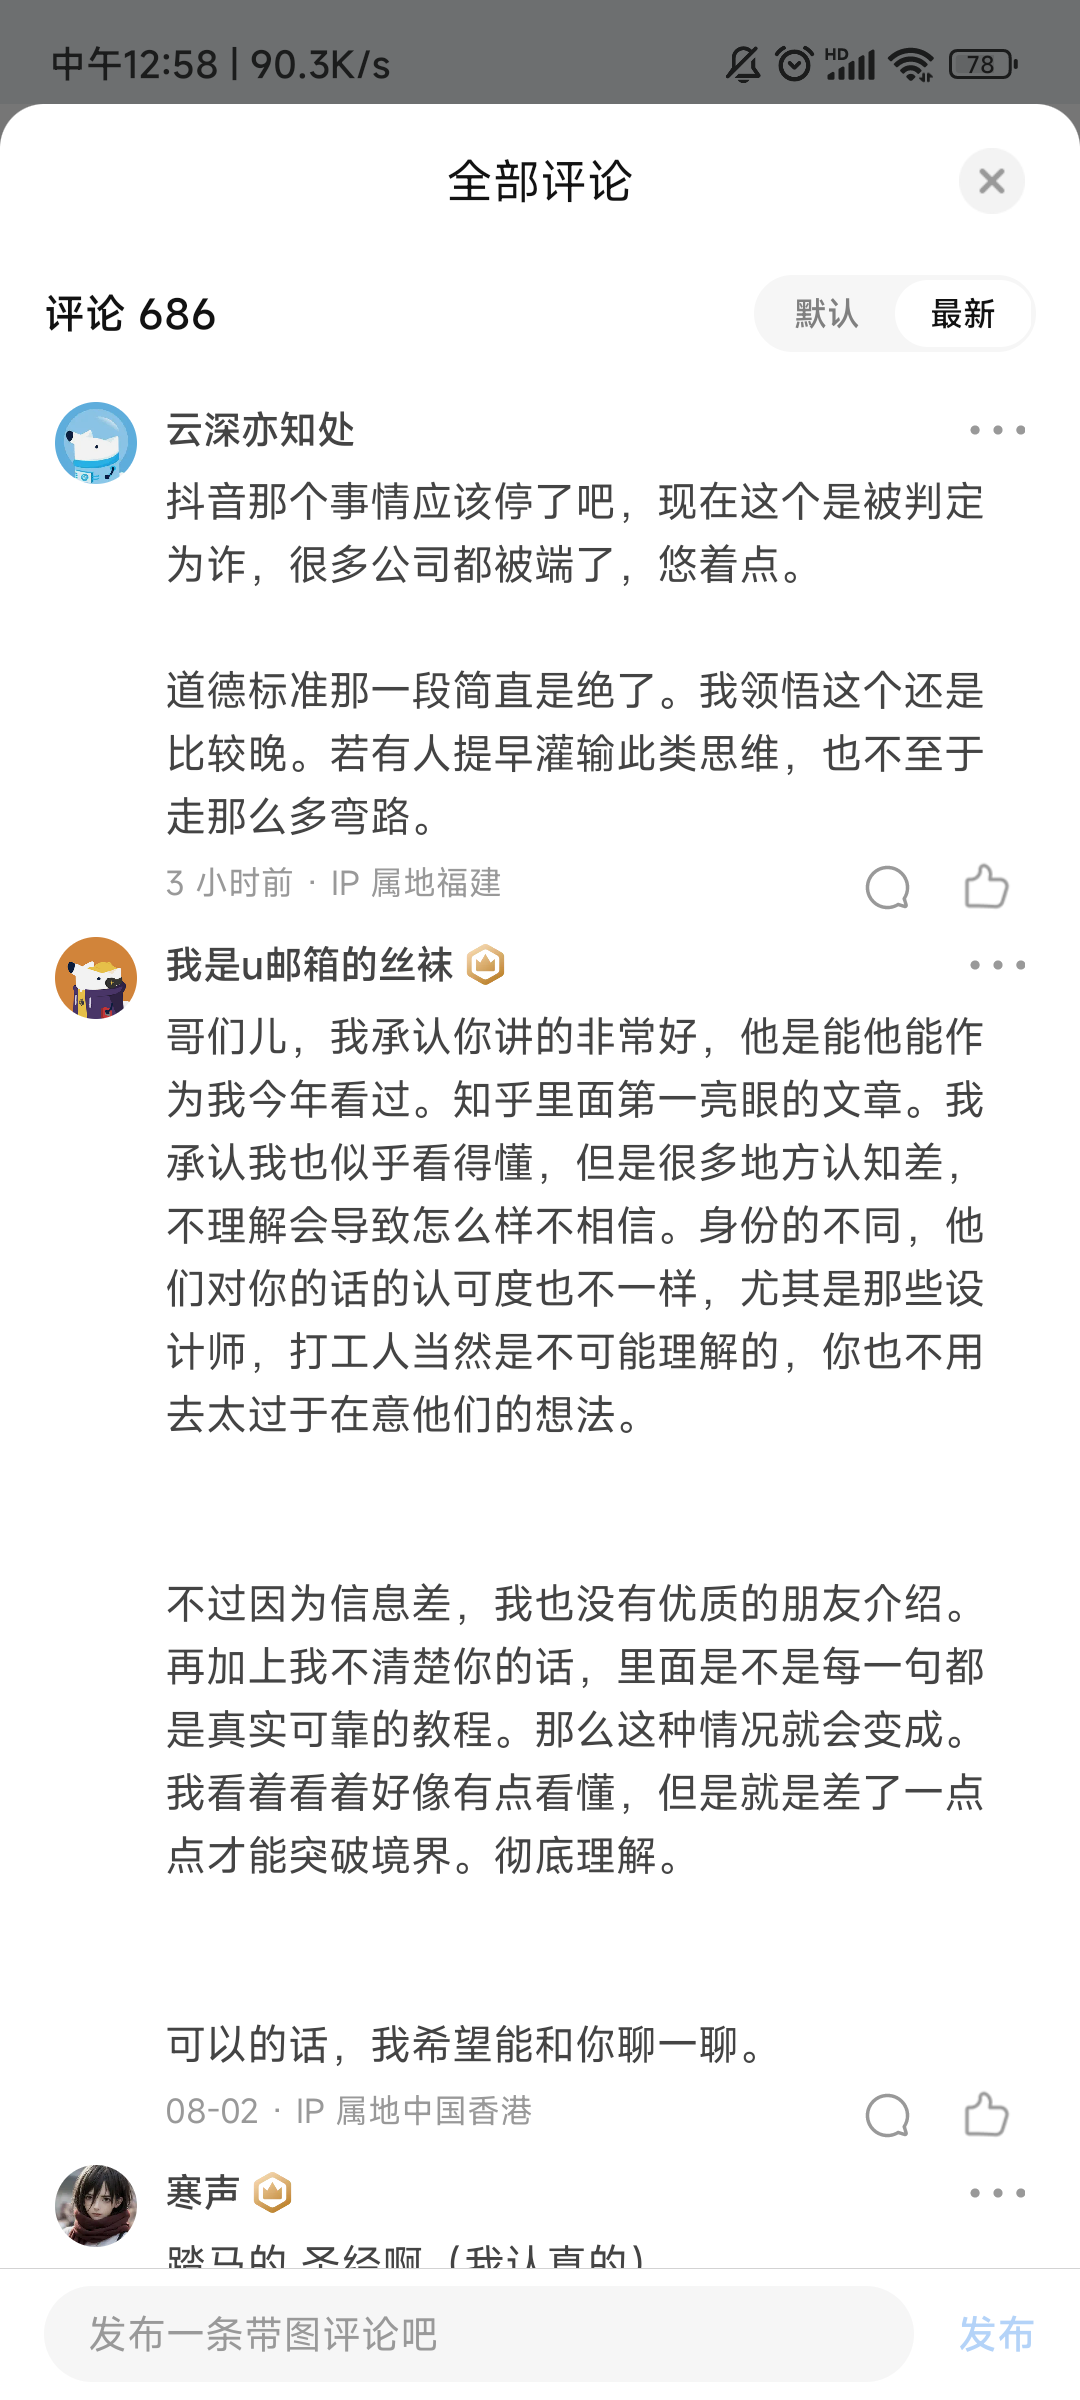 中午12:58 | 90.3K/s
HD
78
全部评论
评论 686
默认
最新
云深亦知处
抖音那个事情应该停了吧，现在这个是被判定
为诈，很多公司都被端了，悠着点。
道德标准那一段简直是绝了。我领悟这个还是
比较晚。若有人提早灌输此类思维，也不至于
走那么多弯路。
3 小时前 · IP 属地福建
我是u邮箱的丝袜
哥们儿，我承认你讲的非常好，他是能他能作
为我今年看过。知乎里面第一亮眼的文章。我
承认我也似乎看得懂，但是很多地方认知差，
不理解会导致怎么样不相信。身份的不同，他
们对你的话的认可度也不一样，尤其是那些设
计师，打工人当然是不可能理解的，你也不用
去太过于在意他们的想法。
不过因为信息差，我也没有优质的朋友介绍。
再加上我不清楚你的话，里面是不是每一句都
是真实可靠的教程。那么这种情况就会变成。
我看着看着好像有点看懂，但是就是差了一点
点才能突破境界。彻底理解。
可以的话，我希望能和你聊一聊。
08-02 · IP 属地中国香港
寒声
踏马的 圣经啊（我认真的）
发布一条带图评论吧
发布